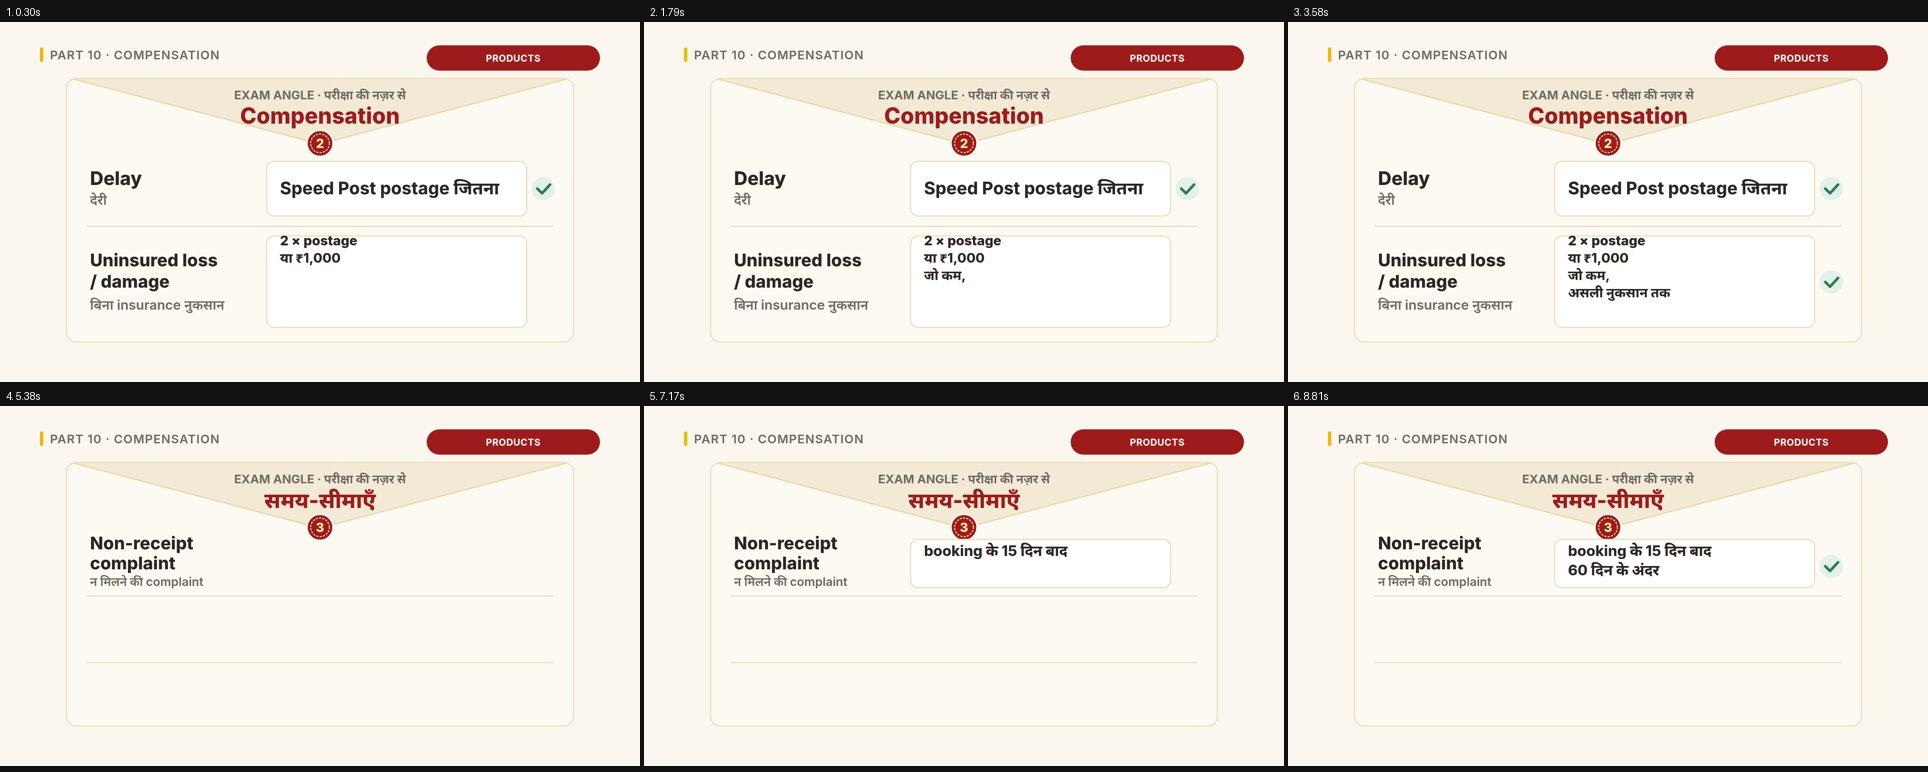 1. 0.30s
PART 10 · COMPENSATION
PRODUCTS
EXAM ANGLE · परीक्षा की नज़र से
Compensation
2
Delay
देरी
Speed Post postage जितना
Uninsured loss
/ damage
बिना insurance नुकसान
2 × postage
या ₹1,000
2. 1.79s
PART 10 · COMPENSATION
PRODUCTS
EXAM ANGLE · परीक्षा की नज़र से
Compensation
2
Delay
देरी
Speed Post postage जितना
Uninsured loss
/ damage
बिना insurance नुकसान
2 × postage
या ₹1,000
जो कम,
3. 3.58s
PART 10 · COMPENSATION
PRODUCTS
EXAM ANGLE · परीक्षा की नज़र से
Compensation
2
Delay
देरी
Speed Post postage जितना
Uninsured loss
/ damage
बिना insurance नुकसान
2 × postage
या ₹1,000
जो कम,
असली नुकसान तक
4. 5.38s
PART 10 · COMPENSATION
PRODUCTS
EXAM ANGLE · परीक्षा की नज़र से
समय-सीमाएँ
3
Non-receipt
complaint
न मिलने की complaint
5. 7.17s
PART 10 · COMPENSATION
PRODUCTS
EXAM ANGLE · परीक्षा की नज़र से
समय-सीमाएँ
3
Non-receipt
complaint
न मिलने की complaint
booking के 15 दिन बाद
6. 8.81s
PART 10 · COMPENSATION
PRODUCTS
EXAM ANGLE · परीक्षा की नज़र से
समय-सीमाएँ
3
Non-receipt
complaint
न मिलने की complaint
booking के 15 दिन बाद
60 दिन के अंदर